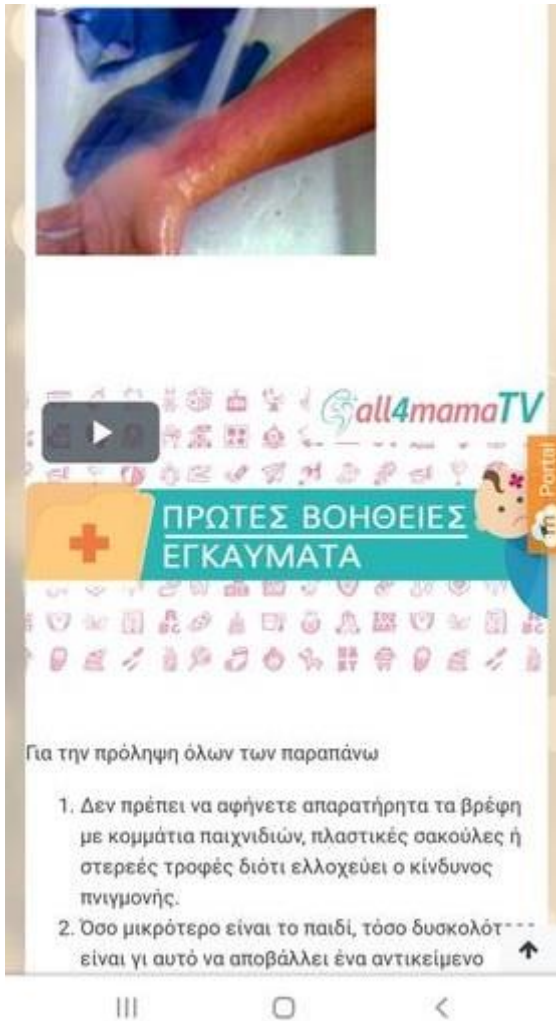 all4mamaTV
Portal
ΠΡΩΤΕΣ ΒΟΗΘΕΙΕΣ
ΕΓΚΑΥΜΑΤΑ
Για την πρόληψη όλων των παραπάνω
1. Δεν πρέπει να αφήνετε απαρατήρητα τα βρέφη
με κομμάτια παιχνιδιών, πλαστικές σακούλες ή
στερεές τροφές διότι ελλοχεύει ο κίνδυνος
πνιγμονής.
2. Όσο μικρότερο είναι το παιδί, τόσο δυσκολότ
είναι γι αυτό να αποβάλλει ένα αντικείμενο